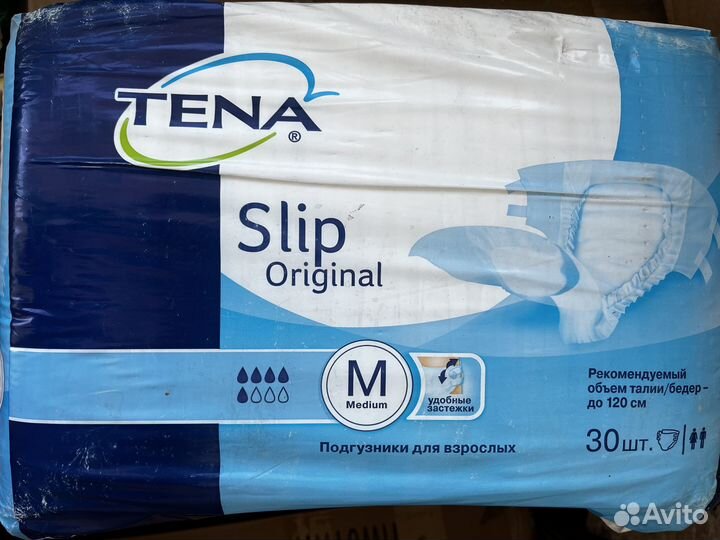 TENA®
Slip
Original
M
Medium
удобные
застежки
Рекомендуемый
объем талии/бедер –
до 120 см
Подгузники для взрослых
30 шт.
Avito